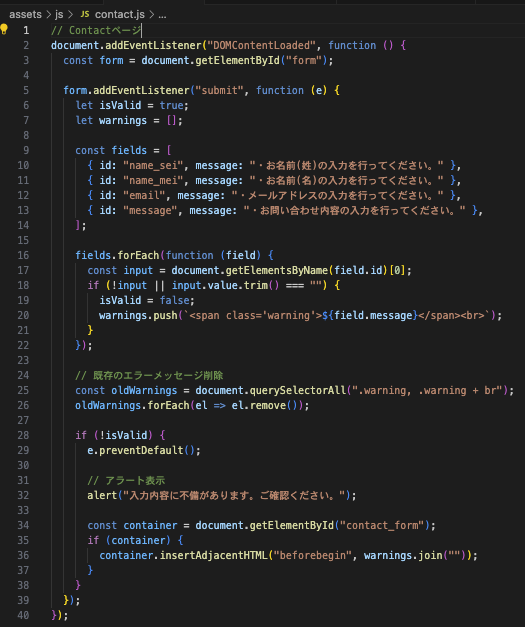 assets › js › JS contact.js › ...
1 // Contactページ
2 document.addEventListener("DOMContentLoaded", function () {
3 const form = document.getElementById("form");
4
5 form.addEventListener("submit", function (e) {
6 let isValid = true;
7 let warnings = [];
8
9 const fields = [
10 { id: "name_sei", message: "・お名前(姓)の入力を行ってください。" },
11 { id: "name_mei", message: "・お名前(名)の入力を行ってください。" },
12 { id: "email", message: "・メールアドレスの入力を行ってください。" },
13 { id: "message", message: "・お問い合わせ内容の入力を行ってください。" },
14 ];
15
16 fields.forEach(function (field) {
17 const input = document.getElementsByName(field.id)[0];
18 if (!input || input.value.trim() === "") {
19 isValid = false;
20 warnings.push(`<span class='warning'>${field.message}</span><br>`);
21 }
22 });
23
24 // 既存のエラーメッセージ削除
25 const oldWarnings = document.querySelectorAll(".warning, .warning + br");
26 oldWarnings.forEach(el => el.remove());
27
28 if (!isValid) {
29 e.preventDefault();
30
31 // アラート表示
32 alert("入力内容に不備があります。ご確認ください。");
33
34 const container = document.getElementById("contact_form");
35 if (container) {
36 container.insertAdjacentHTML("beforebegin", warnings.join(""));
37 }
38 }
39 });
40 });